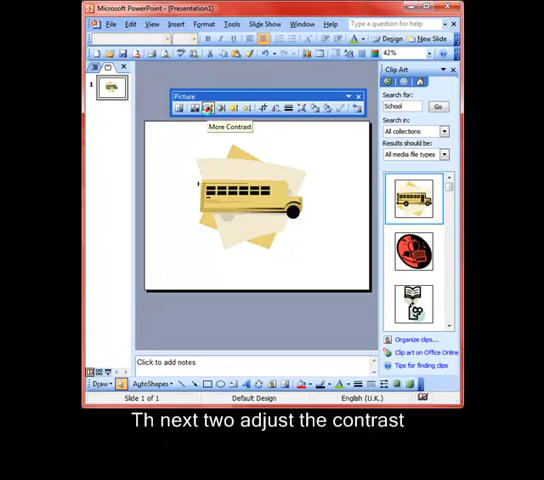 Microsoft PowerPoint - [Presentation1]
File Edit View Insert Format Tools Slide Show Window Help Type a question for help
Design New Slide
42%
1
Picture
More Contrast
Clip Art
Search for:
School
Go
Search in:
All collections
Results should be:
All media file types
Organize clips...
Clip art on Office Online
Tips for finding clips
Click to add notes
Draw AutoShapes
Slide 1 of 1 Default Design English (U.K.)
Th next two adjust the contrast